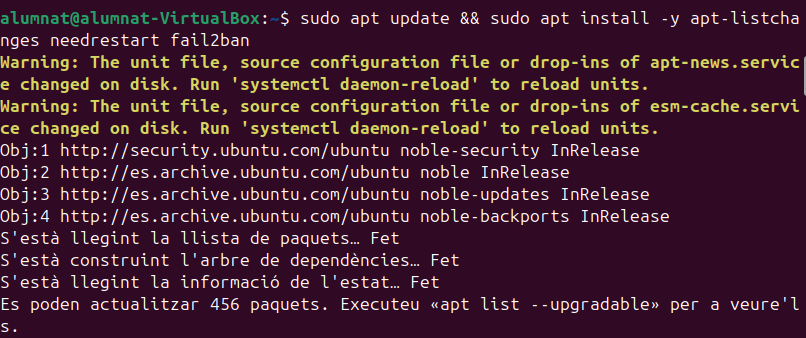 alumnat@alumnat-VirtualBox:~$ sudo apt update && sudo apt install -y apt-listcha
nges needrestart fail2ban
Warning: The unit file, source configuration file or drop-ins of apt-news.servic
e changed on disk. Run 'systemctl daemon-reload' to reload units.
Warning: The unit file, source configuration file or drop-ins of esm-cache.servi
ce changed on disk. Run 'systemctl daemon-reload' to reload units.
Obj:1 http://security.ubuntu.com/ubuntu noble-security InRelease
Obj:2 http://es.archive.ubuntu.com/ubuntu noble InRelease
Obj:3 http://es.archive.ubuntu.com/ubuntu noble-updates InRelease
Obj:4 http://es.archive.ubuntu.com/ubuntu noble-backports InRelease
S'està llegint la llista de paquets… Fet
S'està construint l'arbre de dependències… Fet
S'està llegint la informació de l'estat… Fet
Es poden actualitzar 456 paquets. Executeu «apt list --upgradable» per a veure'l
s.